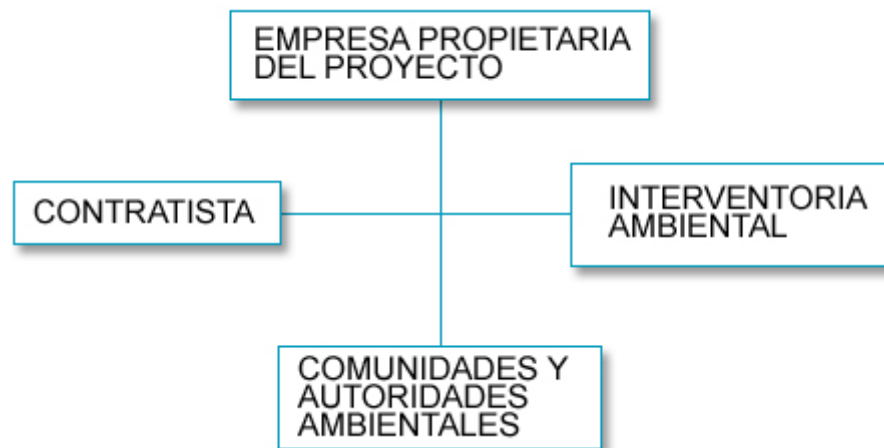 EMPRESA PROPIETARIA
DEL PROYECTO
CONTRATISTA
INTERVENTORIA
AMBIENTAL
COMUNIDADES Y
AUTORIDADES
AMBIENTALES